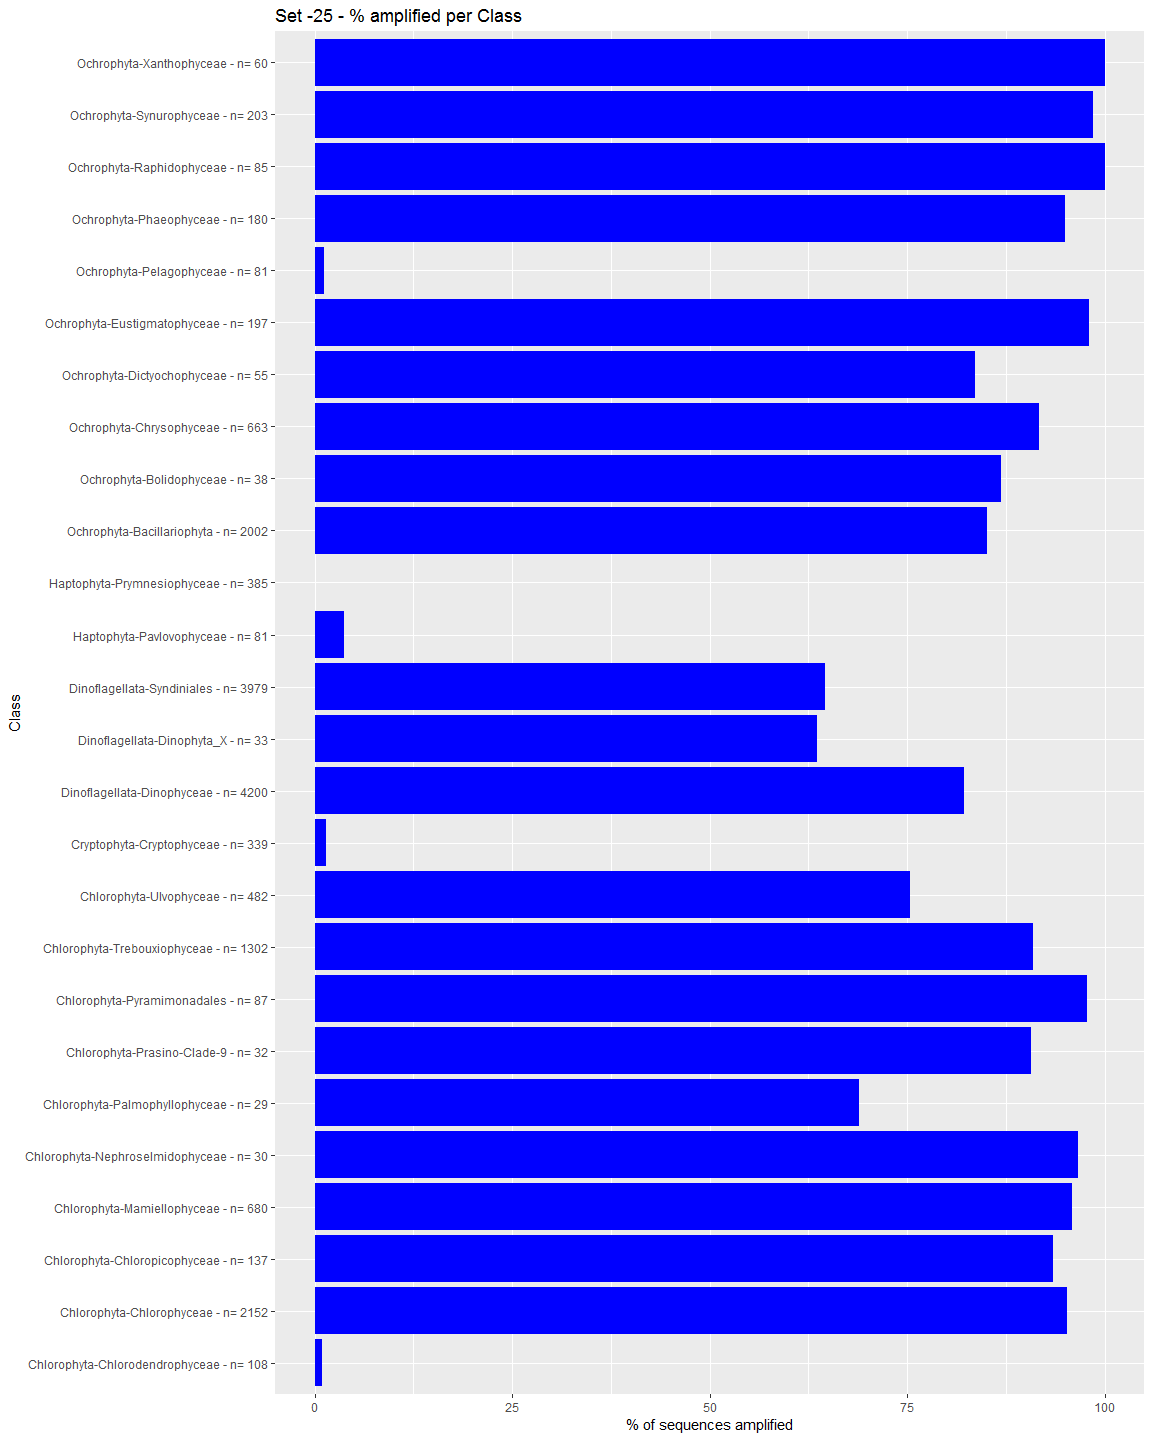 Set -25 - % amplified per Class
Ochrophyta-Xanthophyceae - n= 60
Ochrophyta-Synurophyceae - n= 203
Ochrophyta-Raphidophyceae - n= 85
Ochrophyta-Phaeophyceae - n= 180
Ochrophyta-Pelagophyceae - n= 81
Ochrophyta-Eustigmatophyceae - n= 197
Ochrophyta-Dictyochophyceae - n= 55
Ochrophyta-Chrysophyceae - n= 663
Ochrophyta-Bolidophyceae - n= 38
Ochrophyta-Bacillariophyta - n= 2002
Haptophyta-Prymnesiophyceae - n= 385
Haptophyta-Pavlovophyceae - n= 81
Dinoflagellata-Syndiniales - n= 3979
Dinoflagellata-Dinophyta_X - n= 33
Dinoflagellata-Dinophyceae - n= 4200
Cryptophyta-Cryptophyceae - n= 339
Chlorophyta-Ulvophyceae - n= 482
Chlorophyta-Trebouxiophyceae - n= 1302
Chlorophyta-Pyramimonadales - n= 87
Chlorophyta-Prasino-Clade-9 - n= 32
Chlorophyta-Palmophyllophyceae - n= 29
Chlorophyta-Nephroselmidophyceae - n= 30
Chlorophyta-Mamiellophyceae - n= 680
Chlorophyta-Chloropicophyceae - n= 137
Chlorophyta-Chlorophyceae - n= 2152
Chlorophyta-Chlorodendrophyceae - n= 108
Class
0 25 50 75 100
% of sequences amplified